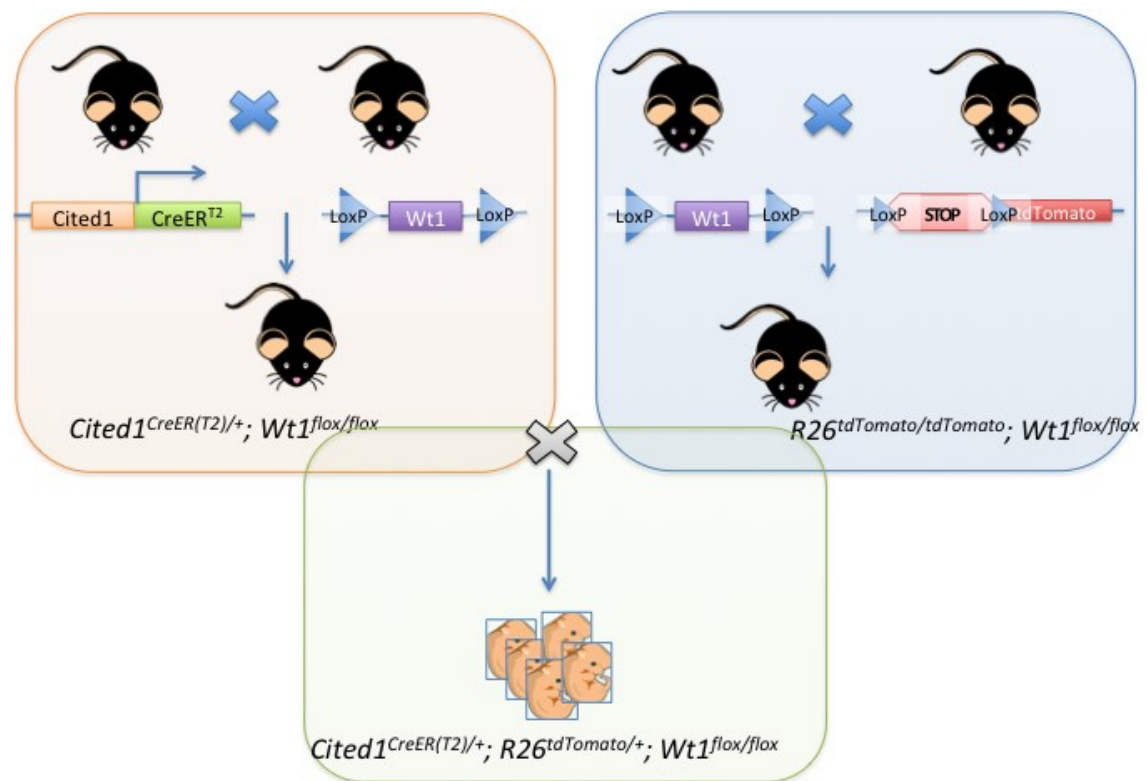 Cited1 CreER^T2
LoxP Wt1 LoxP
Cited1^CreER(T2)/+; Wt1^flox/flox
LoxP Wt1 LoxP
LoxP STOP LoxP tdTomato
R26^tdTomato/tdTomato; Wt1^flox/flox
Cited1^CreER(T2)/+; R26^tdTomato/+; Wt1^flox/flox